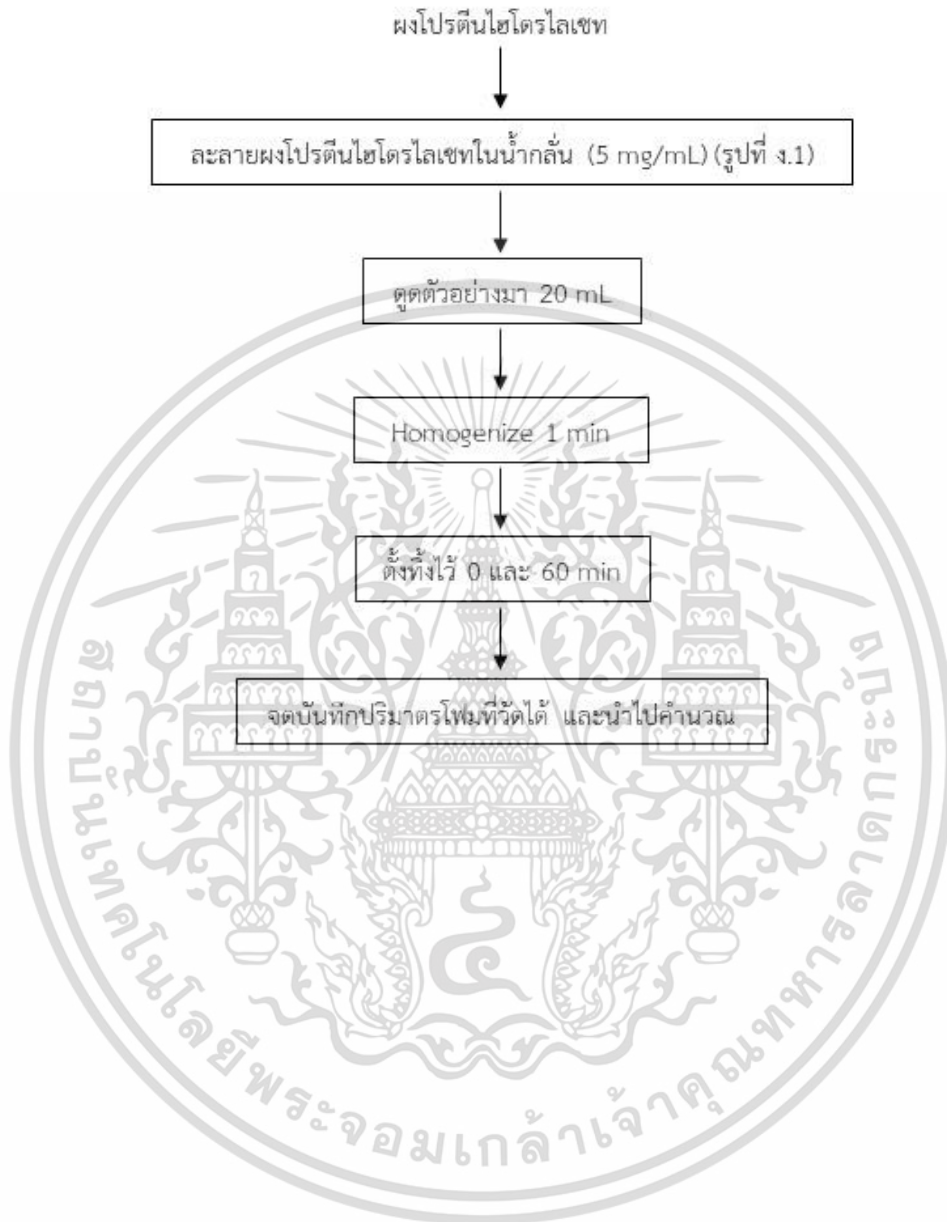 ผงโปรตีนไฮโดรไลเซท
ละลายผงโปรตีนไฮโดรไลเซทในน้ำกลั่น (5 mg/mL) (รูปที่ ง.1)
ดูดตัวอย่างมา 20 mL
Homogenize 1 min
ตั้งทิ้งไว้ 0 และ 60 min
จดบันทึกปริมาตรโฟมที่วัดได้ และนำไปคำนวณ
สถาบันเทคโนโลยีพระจอมเกล้าเจ้าคุณทหารลาดกระบัง